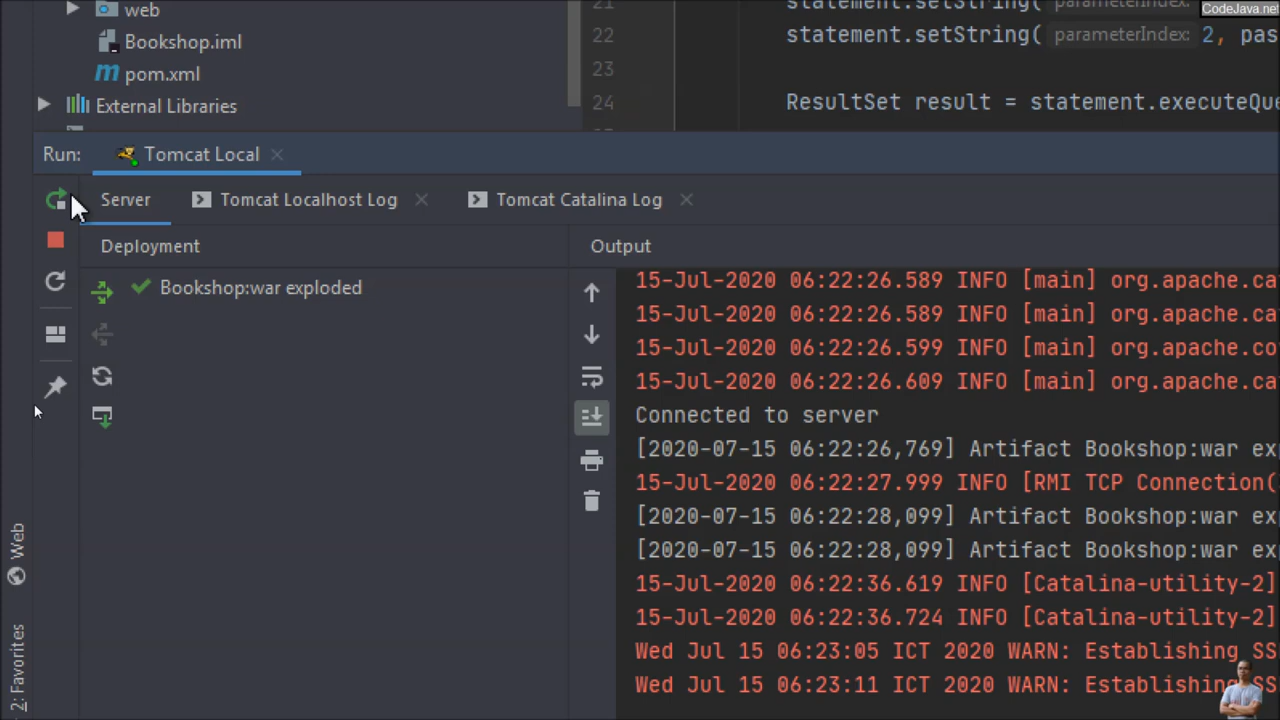 web
Bookshop.iml
pom.xml
External Libraries
21
22
23
24
statement.setString( parameterIndex:
statement.setString( parameterIndex: 2, pas
ResultSet result = statement.executeQue
CodeJava.net
Run: Tomcat Local
Server Tomcat Localhost Log Tomcat Catalina Log
Deployment Output
Bookshop:war exploded
15-Jul-2020 06:22:26.589 INFO [main] org.apache.ca
15-Jul-2020 06:22:26.589 INFO [main] org.apache.ca
15-Jul-2020 06:22:26.599 INFO [main] org.apache.co
15-Jul-2020 06:22:26.609 INFO [main] org.apache.ca
Connected to server
[2020-07-15 06:22:26,769] Artifact Bookshop:war ex
15-Jul-2020 06:22:27.999 INFO [RMI TCP Connection(
[2020-07-15 06:22:28,099] Artifact Bookshop:war ex
[2020-07-15 06:22:28,099] Artifact Bookshop:war ex
15-Jul-2020 06:22:36.619 INFO [Catalina-utility-2]
15-Jul-2020 06:22:36.724 INFO [Catalina-utility-2]
Wed Jul 15 06:23:05 ICT 2020 WARN: Establishing SS
Wed Jul 15 06:23:11 ICT 2020 WARN: Establishing
Web
2: Favorites